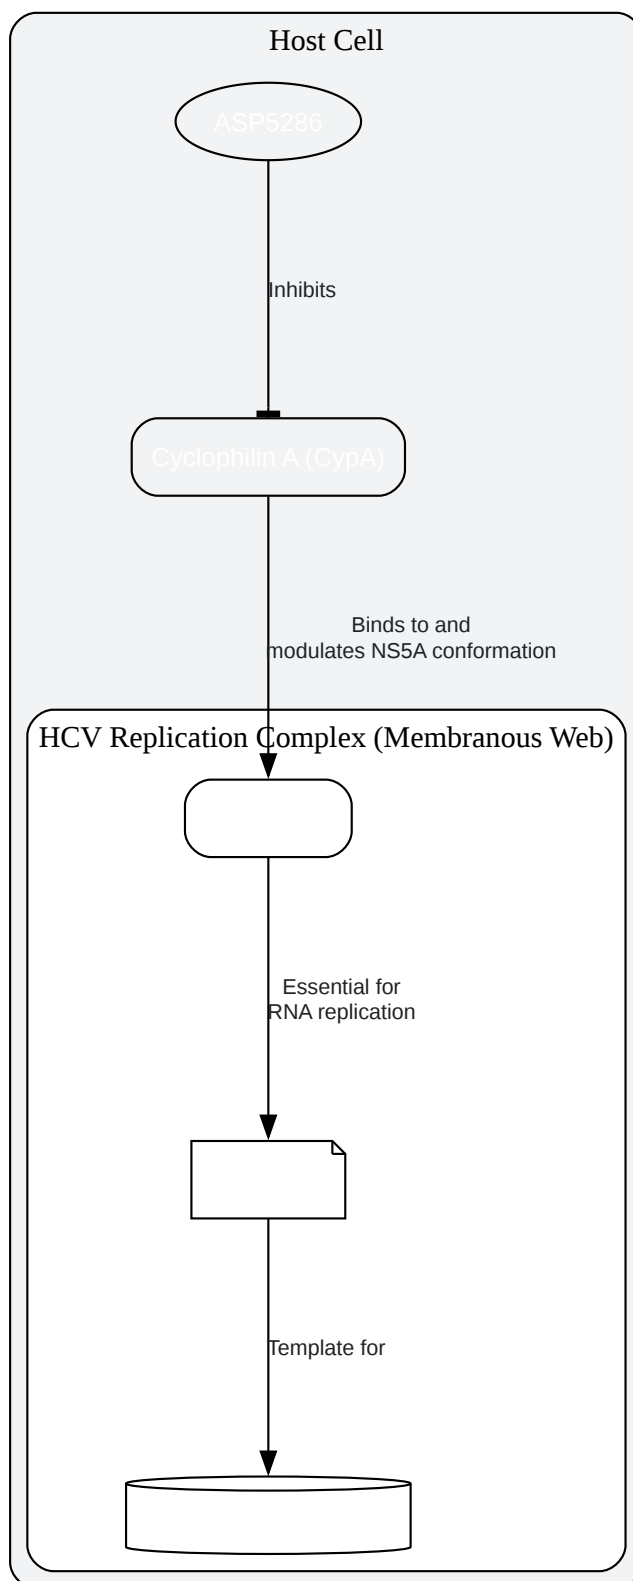 Host Cell
ASP5286
Inhibits
Cyclophilin A (CypA)
Binds to and
modulates NS5A conformation
HCV Replication Complex (Membranous Web)
Essential for
RNA replication
Template for